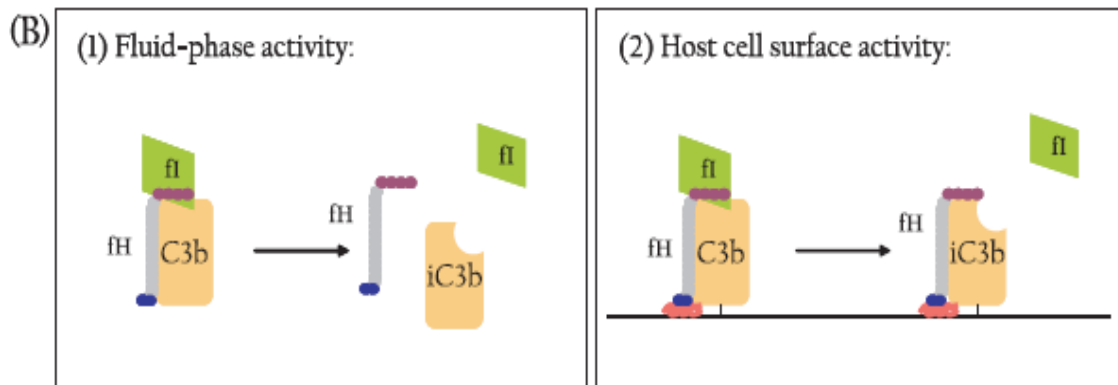 (B)
(1) Fluid-phase activity:
fI
fH
C3b
fH
fI
iC3b
(2) Host cell surface activity:
fI
fH
C3b
fH
fI
iC3b